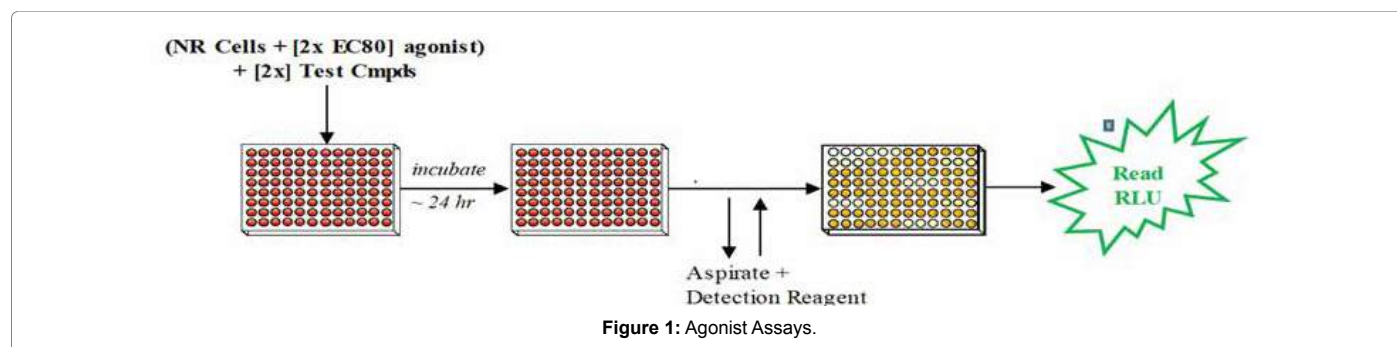 (NR Cells + [2x EC80] agonist)
+ [2x] Test Cmpds
incubate
~ 24 hr
Aspirate +
Detection Reagent
Read
RLU
Figure 1: Agonist Assays.